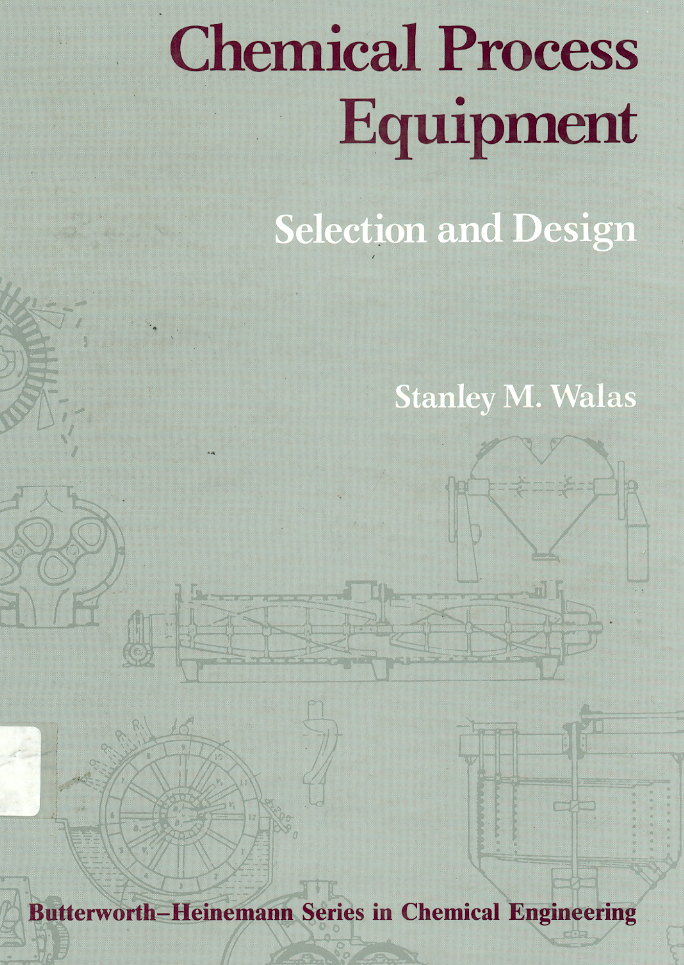 Chemical Process
Equipment
Selection and Design
Stanley M. Walas
Butterworth–Heinemann Series in Chemical Engineering